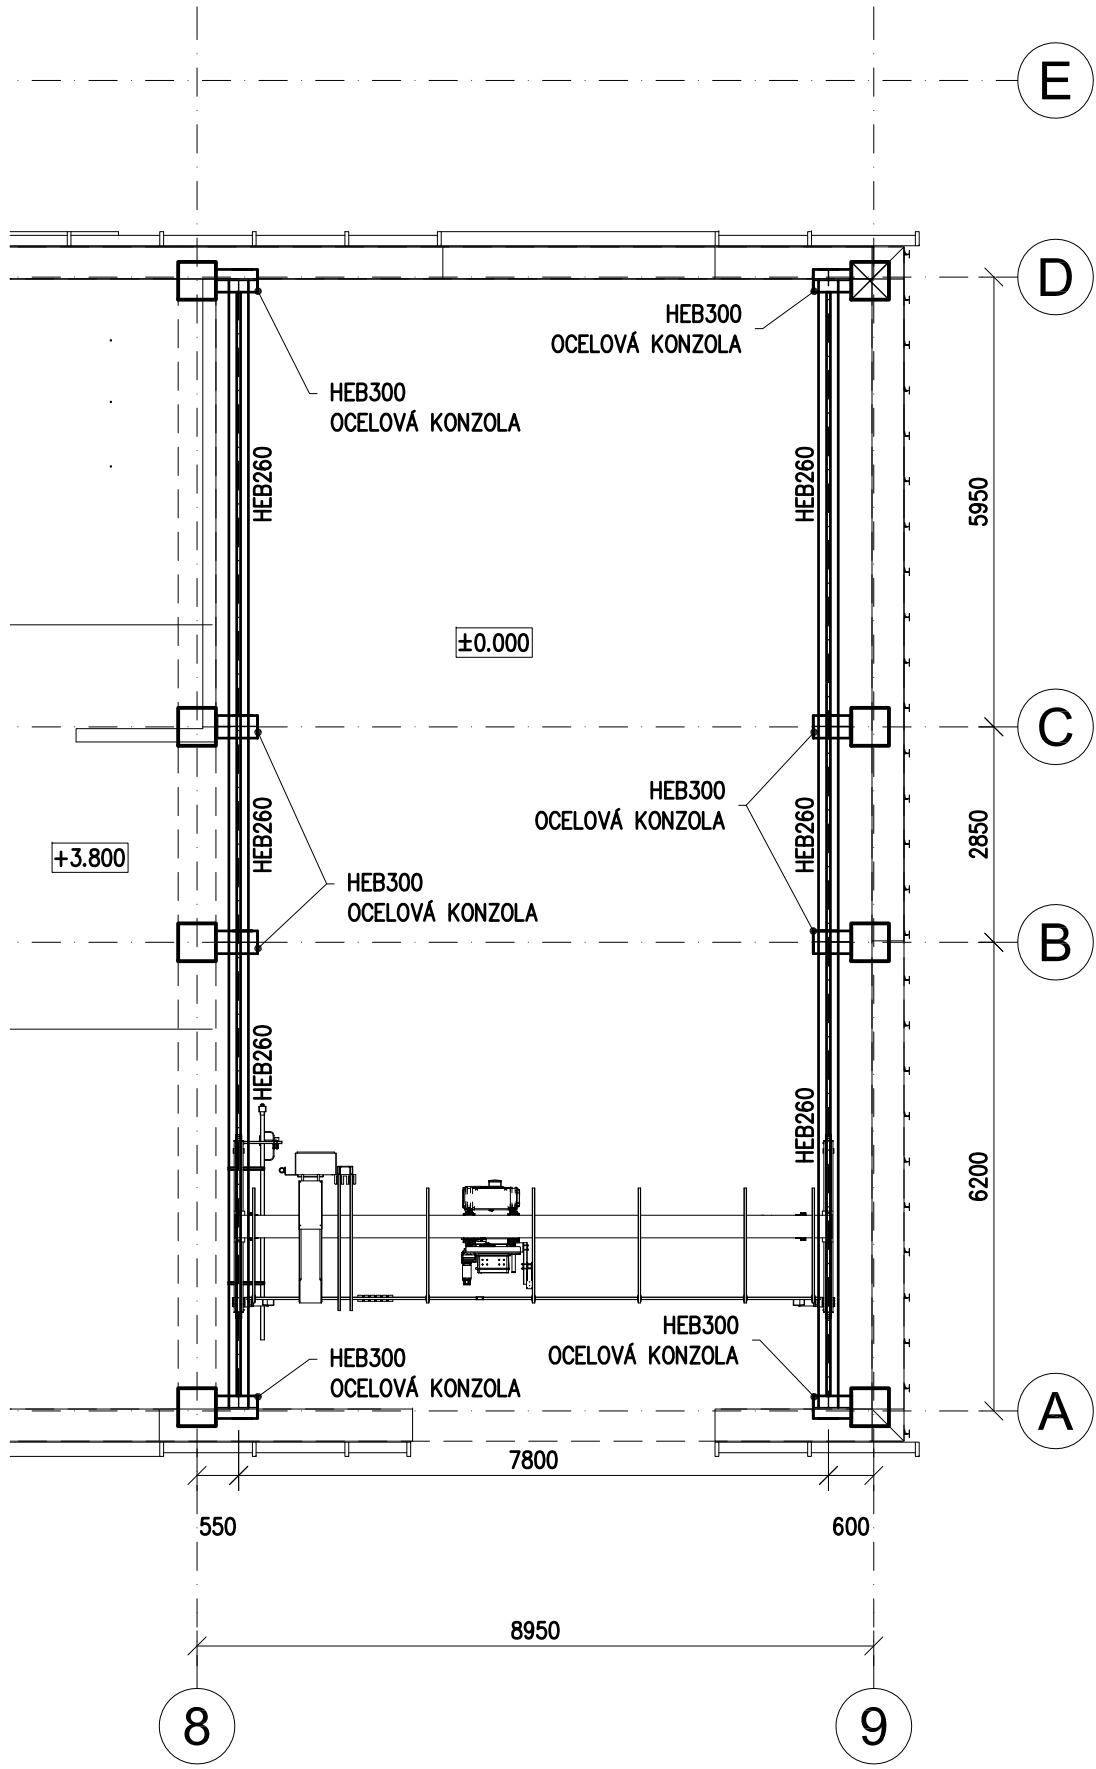 E
D
HEB300
OCELOVÁ KONZOLA
HEB300
OCELOVÁ KONZOLA
HEB260
HEB260
5950
±0.000
C
HEB300
OCELOVÁ KONZOLA
HEB260
HEB260
2850
+3.800
HEB300
OCELOVÁ KONZOLA
B
HEB260
HEB260
6200
HEB300
OCELOVÁ KONZOLA
HEB300
OCELOVÁ KONZOLA
A
7800
550
600
8950
8
9